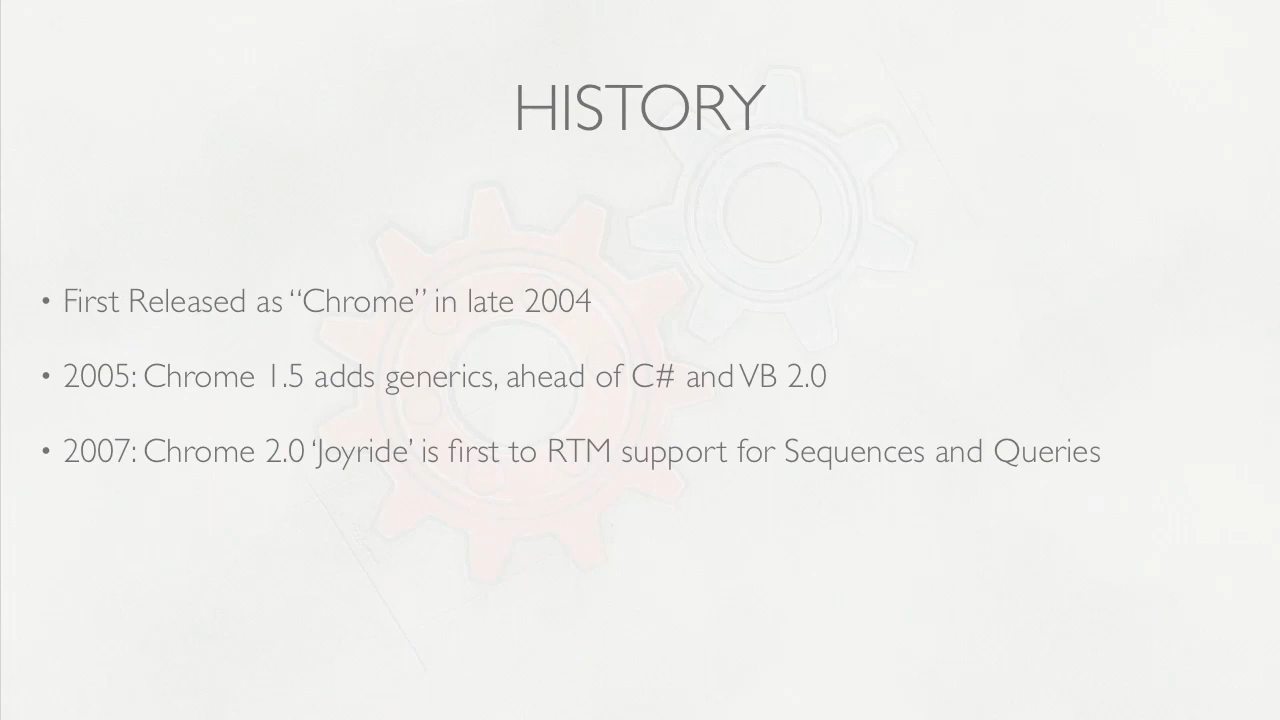 HISTORY
• First Released as “Chrome” in late 2004
• 2005: Chrome 1.5 adds generics, ahead of C# and VB 2.0
• 2007: Chrome 2.0 ‘Joyride’ is first to RTM support for Sequences and Queries